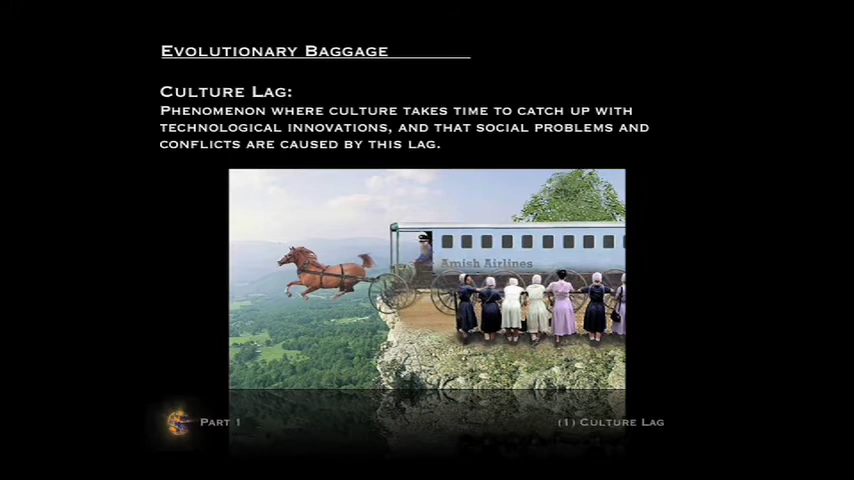 Evolutionary Baggage
Culture Lag:
Phenomenon where culture takes time to catch up with
technological innovations, and that social problems and
conflicts are caused by this lag.
Amish Airlines
Part 1
(1) Culture Lag